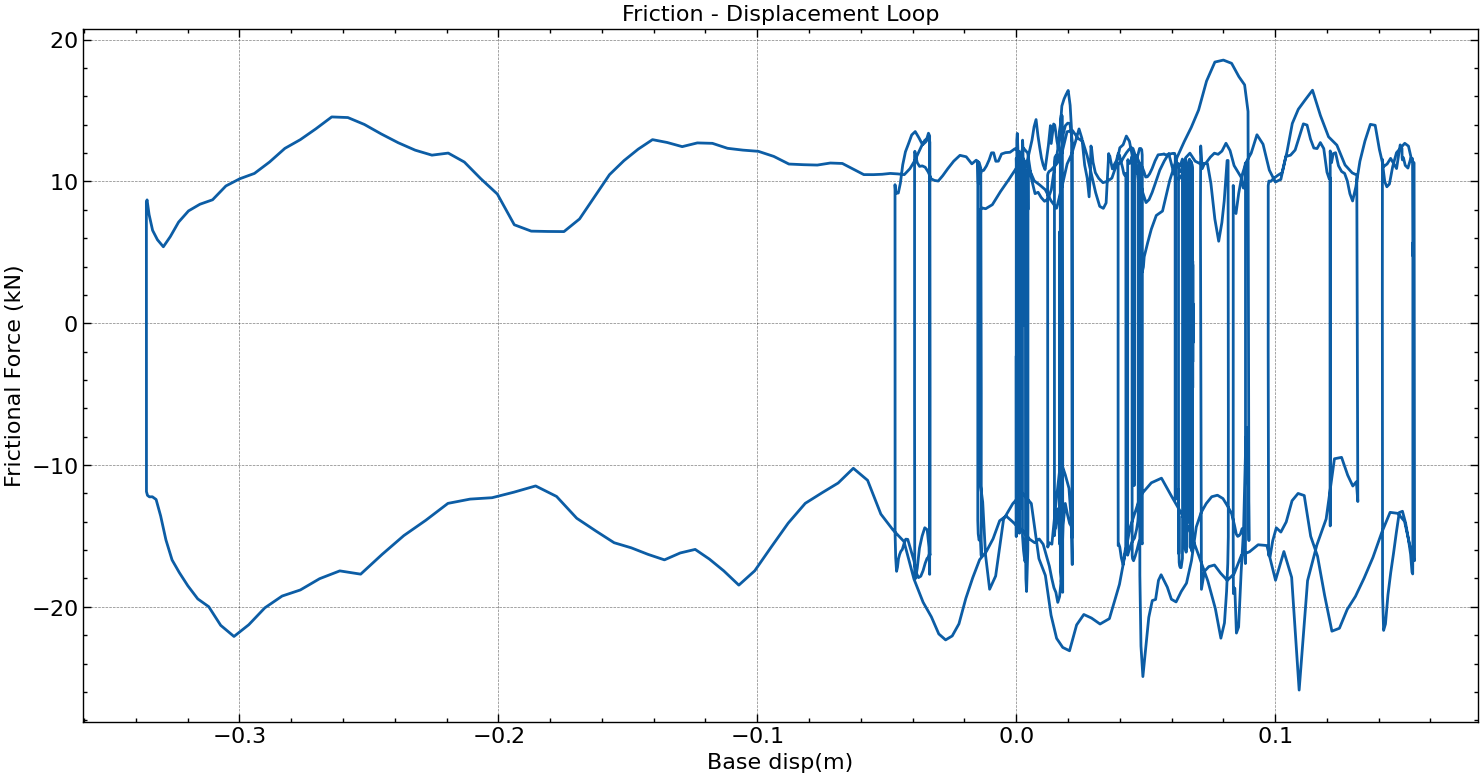 Friction - Displacement Loop
20
10
0
−10
−20
Frictional Force (kN)
−0.3 −0.2 −0.1 0.0 0.1
Base disp(m)